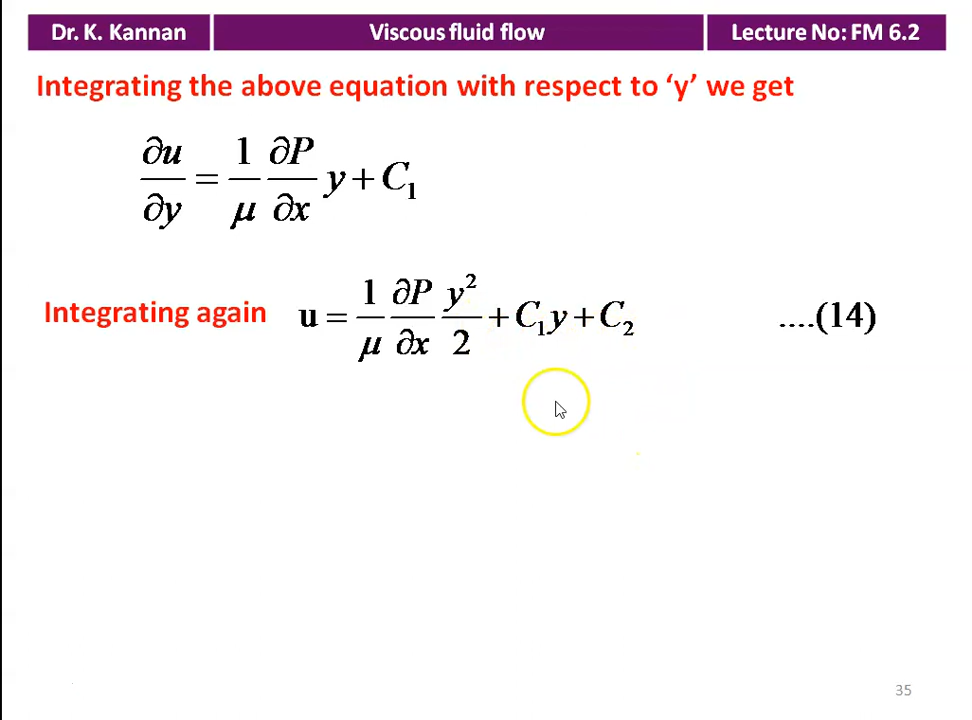 Dr. K. Kannan Viscous fluid flow Lecture No: FM 6.2
Integrating the above equation with respect to ‘y’ we get
∂u/∂y = 1/μ ∂P/∂x y + C₁
Integrating again u = 1/μ ∂P/∂x y²/2 + C₁y + C₂ ....(14)
35